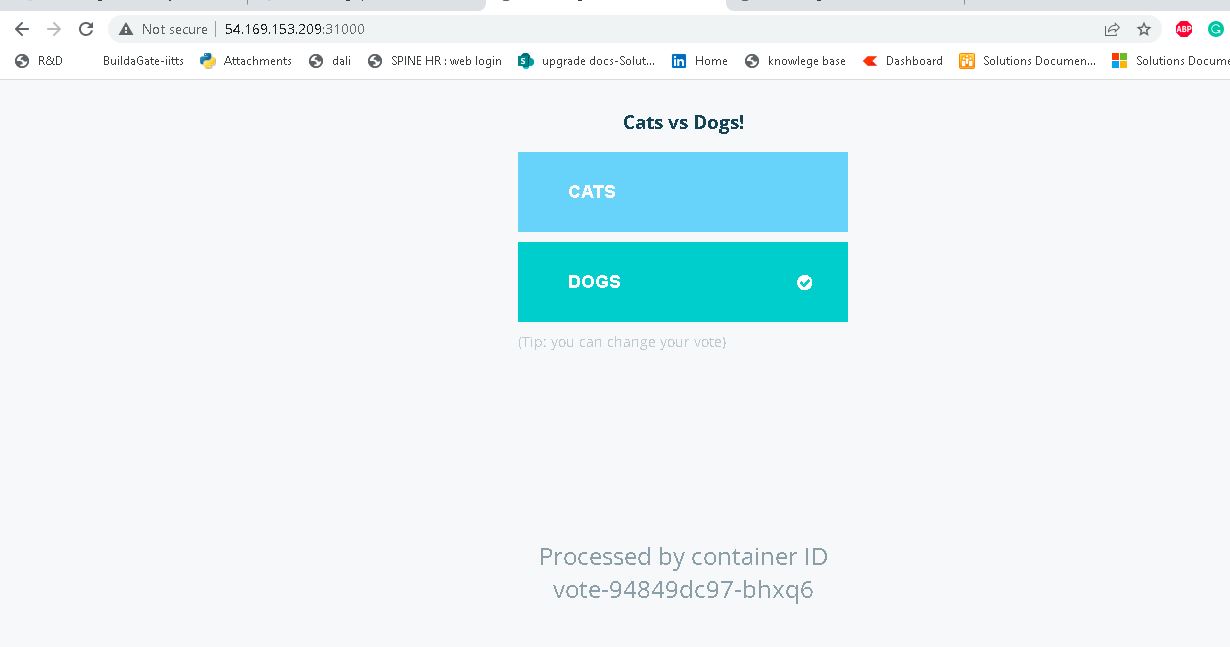 Not secure 54.169.153.209:31000
ABP
R&D BuildaGate-iitts Attachments dali SPINE HR : web login upgrade docs-Solut... Home knowlege base Dashboard Solutions Documen... Solutions Docume
Cats vs Dogs!
CATS
DOGS
(Tip: you can change your vote)
Processed by container ID
vote-94849dc97-bhxq6